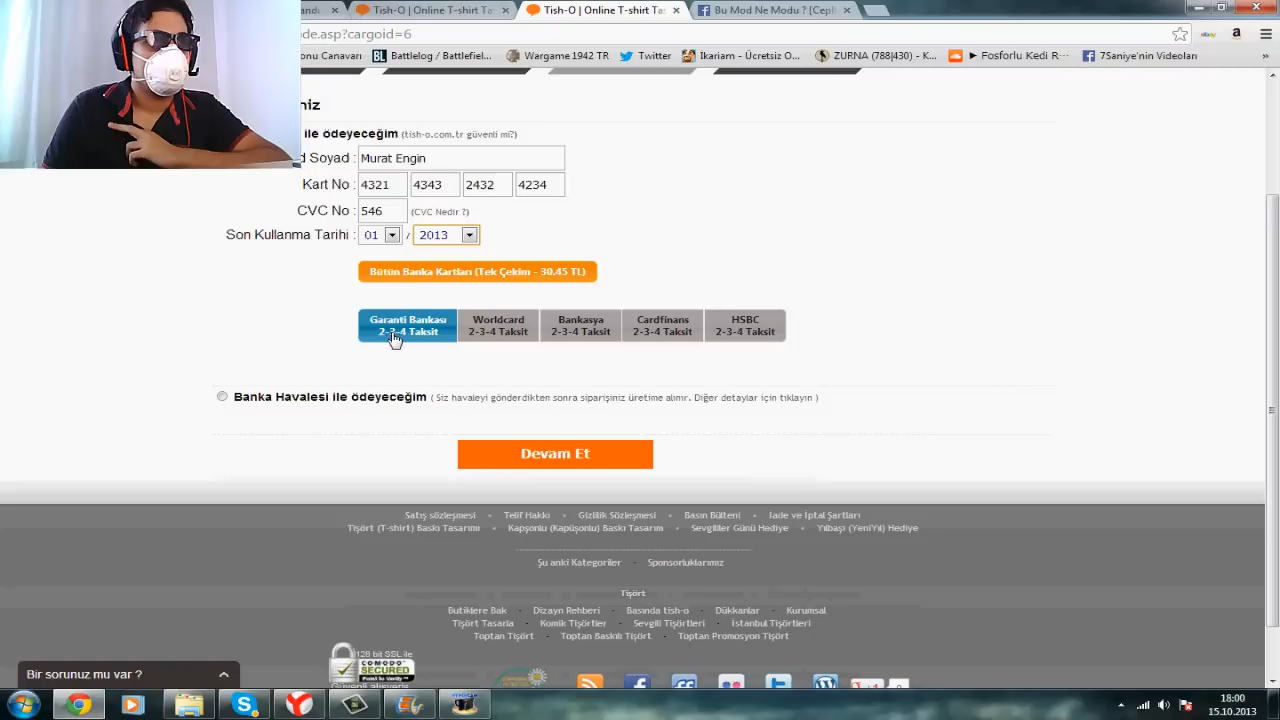 Tish-O | Online T-shirt Ta:
Tish-O | Online T-shirt Ta:
Bu Mod Ne Modu ? [Cepli
de.asp?cargoid=6
onu Canavarı
Battlelog / Battlefiel...
Wargame 1942 TR
Twitter
Ikariam - Ücretsiz O...
ZURNA (788|430) - K...
► Fosforlu Kedi R...
7Saniye'nin Videoları
»
niz
ile ödeyeceğim (tish-o.com.tr güvenli mi?)
d Soyad : Murat Engin
Kart No : 4321 4343 2432 4234
CVC No : 546 (CVC Nedir ?)
Son Kullanma Tarihi : 01 / 2013
Bütün Banka Kartları (Tek Çekim - 30.45 TL)
Garanti Bankası Worldcard Bankasya Cardfinans HSBC
2-3-4 Taksit 2-3-4 Taksit 2-3-4 Taksit 2-3-4 Taksit 2-3-4 Taksit
Banka Havalesi ile ödeyeceğim ( Siz havaleyi gönderdikten sonra siparişiniz üretime alınır. Diğer detaylar için tıklayın )
Devam Et
Satış sözleşmesi - Telif Hakkı - Gizlilik Sözleşmesi - Basın Bülteni - İade ve İptal Şartları
Tişört (T-shirt) Baskı Tasarımı - Kapşonlu (Kapüşonlu) Baskı Tasarım - Sevgililer Günü Hediye - Yılbaşı (YeniYıl) Hediye
Şu anki Kategoriler - Sponsorluklarımız
Tişört
Butiklere Bak - Dizayn Rehberi - Basında tish-o - Dükkanlar - Kurumsal
Tişört Tasarla - Komik Tişörtler - Sevgili Tişörtleri - İstanbul Tişörtleri
Toptan Tişört - Toptan Baskılı Tişört - Toptan Promosyon Tişört
128 bit SSL ile
COMODO
SECURED
Güvenli alışveriş
Bir sorunuz mu var ?
18:00
15.10.2013